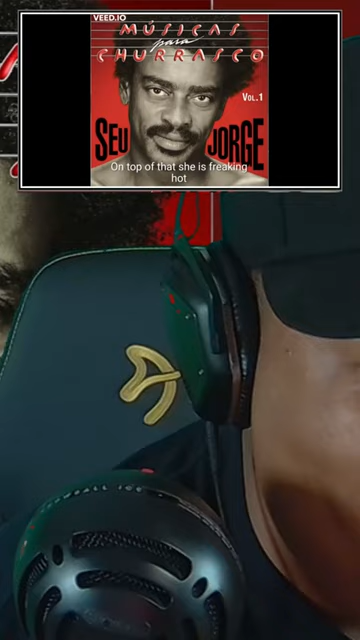 VEED.IO
MÚSICAS
para
CHURRASCO
VOL.1
SEU JORGE
On top of that she is freaking
hot